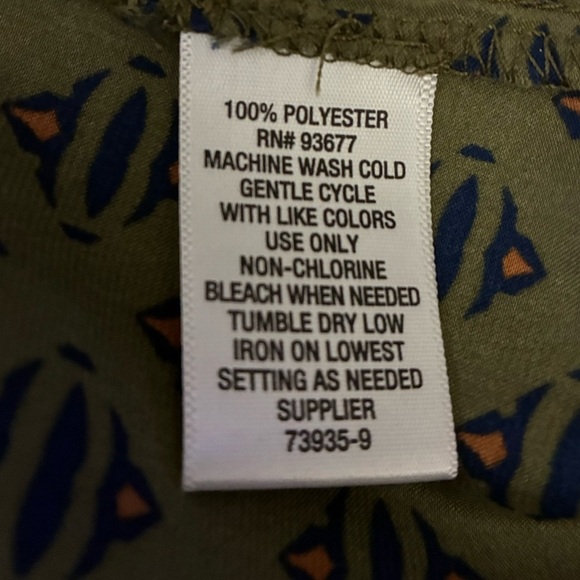 100% POLYESTER
RN# 93677
MACHINE WASH COLD
GENTLE CYCLE
WITH LIKE COLORS
USE ONLY
NON-CHLORINE
BLEACH WHEN NEEDED
TUMBLE DRY LOW
IRON ON LOWEST
SETTING AS NEEDED
SUPPLIER
73935-9